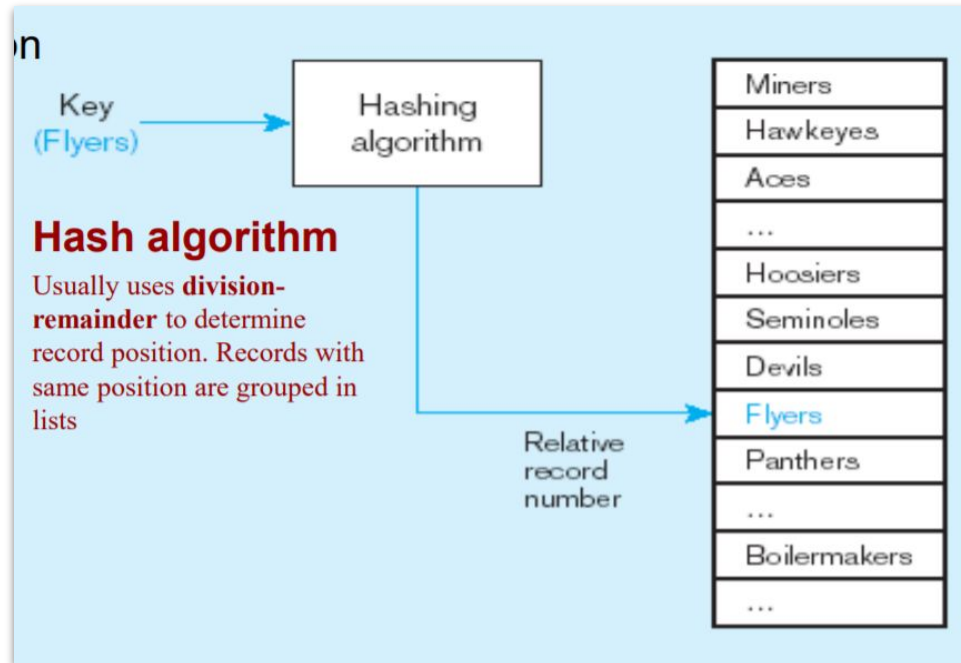 on
Key
(Flyers)
Hashing
algorithm
Hash algorithm
Usually uses division-
remainder to determine
record position. Records with
same position are grouped in
lists
Relative
record
number
Miners
Hawkeyes
Aces
...
Hoosiers
Seminoles
Devils
Flyers
Panthers
...
Boilermakers
...